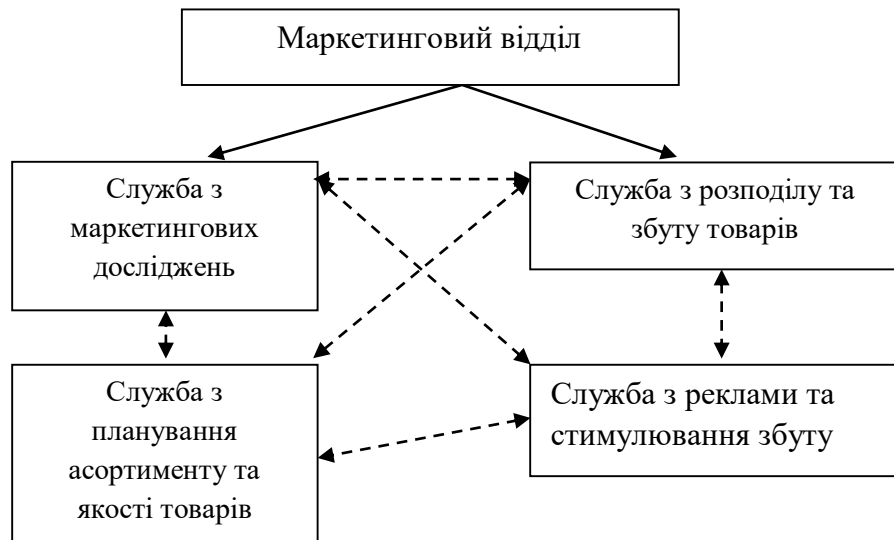 Маркетинговий відділ
Служба з
маркетингових
досліджень
Служба з розподілу та
збуту товарів
Служба з
планування
асортименту та
якості товарів
Служба з реклами та
стимулювання збуту